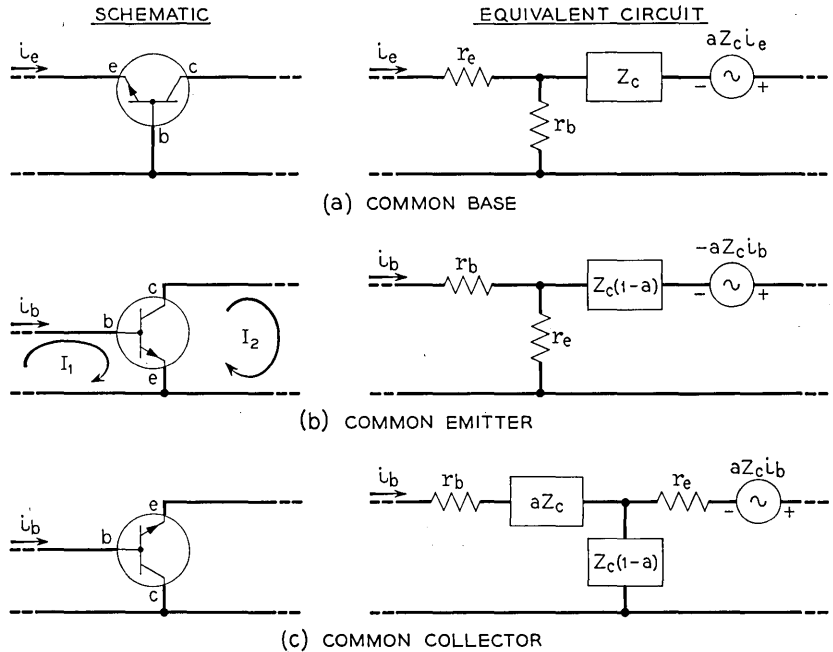 SCHEMATIC EQUIVALENT CIRCUIT
ie e c b
ie re Zc aZcie rb − ~ +
(a) COMMON BASE
ib b c e I1 I2
ib rb Zc(1-a) -aZcib re − ~ +
(b) COMMON EMITTER
ib b e c
ib rb aZc re aZcib Zc(1-a) − ~ +
(c) COMMON COLLECTOR